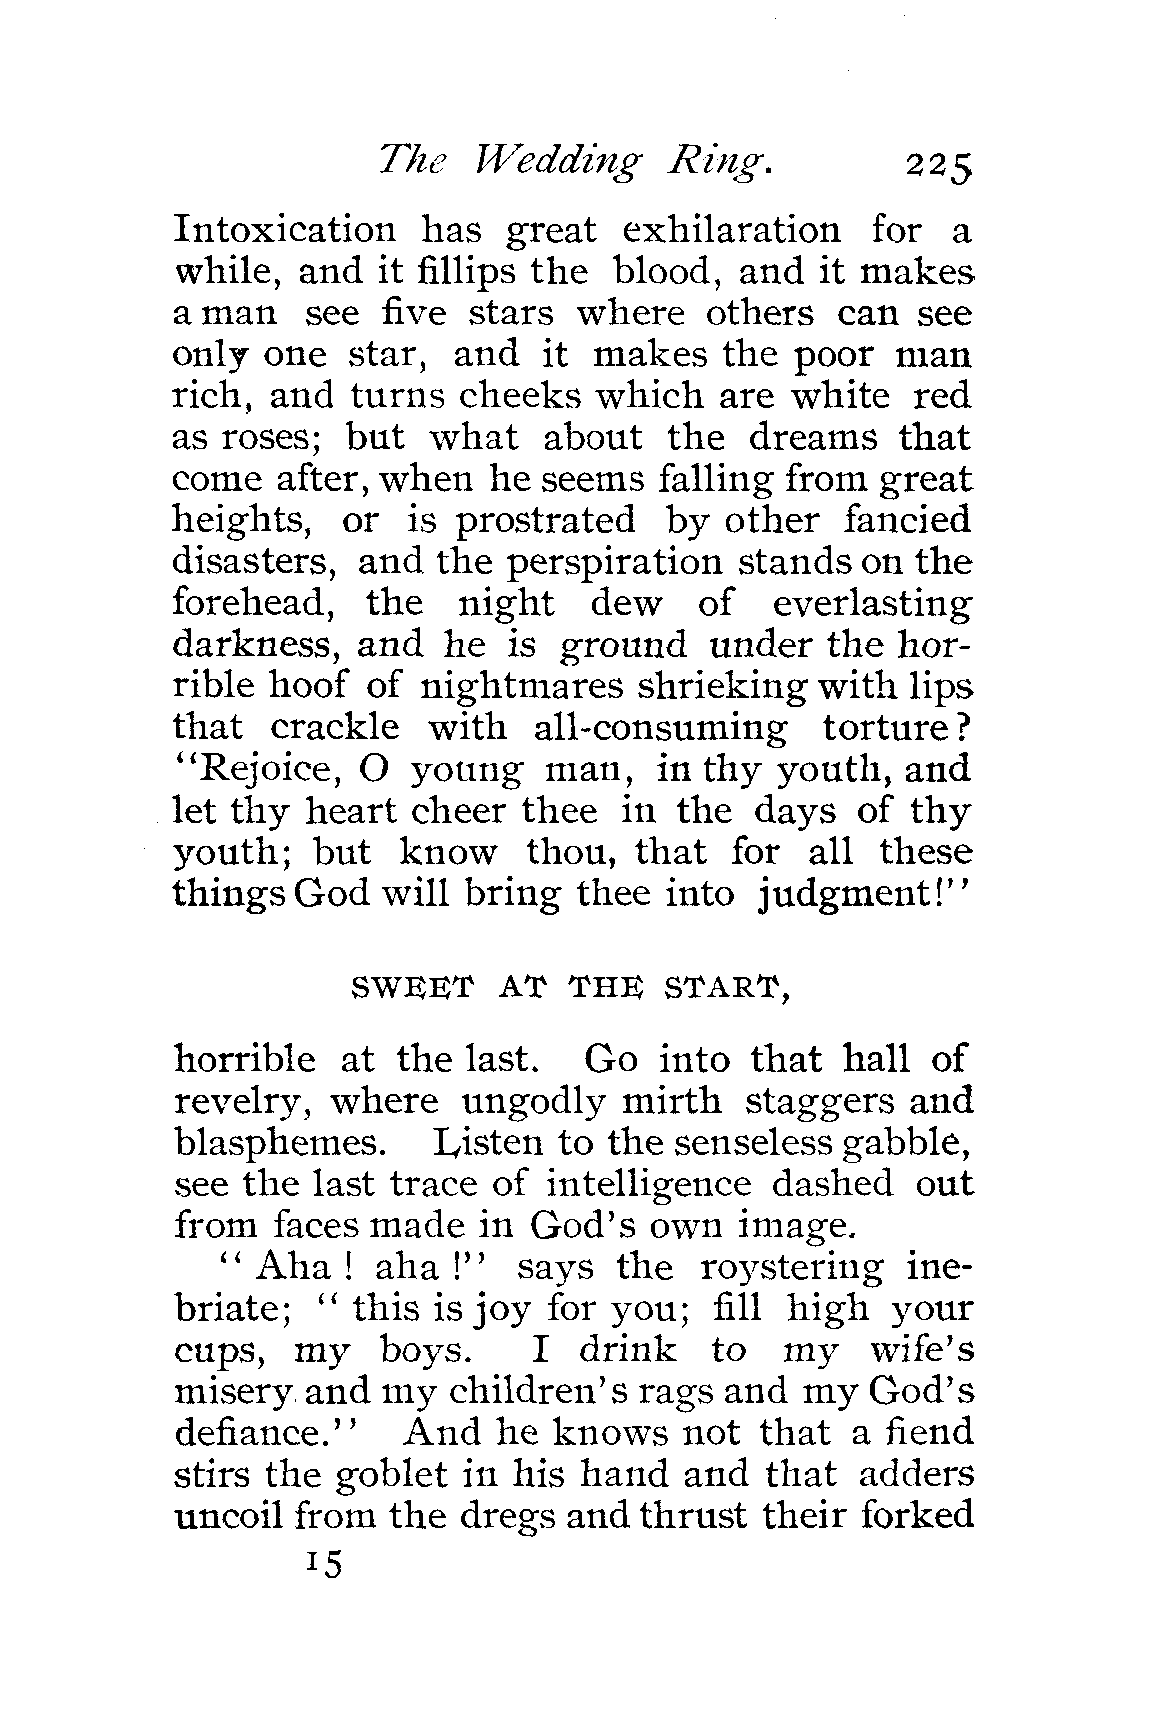 The Wedding Ring. 225
Intoxication has great exhilaration for a
while, and it fillips the blood, and it makes
a man see five stars where others can see
only one star, and it makes the poor man
rich, and turns cheeks which are white red
as roses; but what about the dreams that
come after, when he seems falling from great
heights, or is prostrated by other fancied
disasters, and the perspiration stands on the
forehead, the night dew of everlasting
darkness, and he is ground under the hor-
rible hoof of nightmares shrieking with lips
that crackle with all-consuming torture?
"Rejoice, O young man, in thy youth, and
let thy heart cheer thee in the days of thy
youth; but know thou, that for all these
things God will bring thee into judgment!"
SWEET AT THE START,
horrible at the last. Go into that hall of
revelry, where ungodly mirth staggers and
blasphemes. Listen to the senseless gabble,
see the last trace of intelligence dashed out
from faces made in God's own image.
"Aha! aha!" says the roystering ine-
briate; "this is joy for you; fill high your
cups, my boys. I drink to my wife's
misery and my children's rags and my God's
defiance." And he knows not that a fiend
stirs the goblet in his hand and that adders
uncoil from the dregs and thrust their forked
15